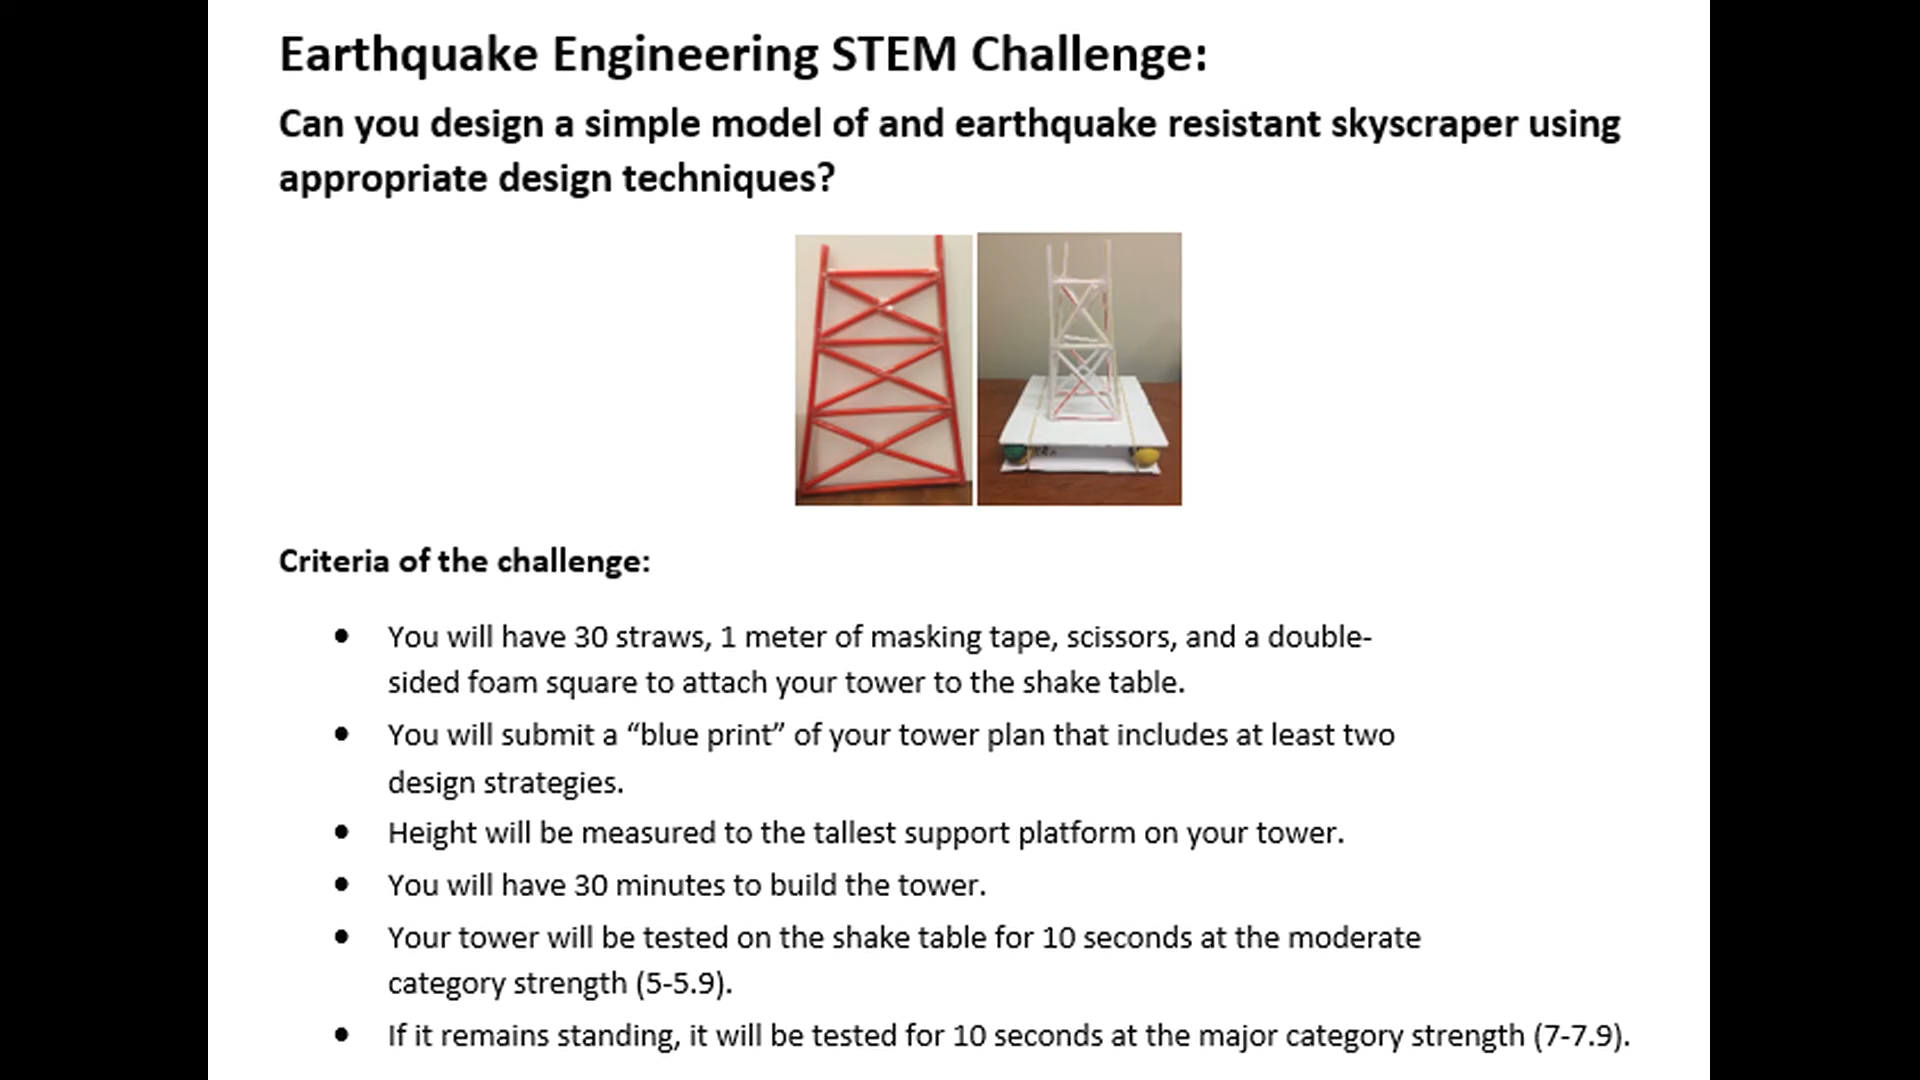 Earthquake Engineering STEM Challenge:
Can you design a simple model of and earthquake resistant skyscraper using
appropriate design techniques?
Criteria of the challenge:
• You will have 30 straws, 1 meter of masking tape, scissors, and a double-
sided foam square to attach your tower to the shake table.
• You will submit a “blue print” of your tower plan that includes at least two
design strategies.
• Height will be measured to the tallest support platform on your tower.
• You will have 30 minutes to build the tower.
• Your tower will be tested on the shake table for 10 seconds at the moderate
category strength (5-5.9).
• If it remains standing, it will be tested for 10 seconds at the major category strength (7-7.9).